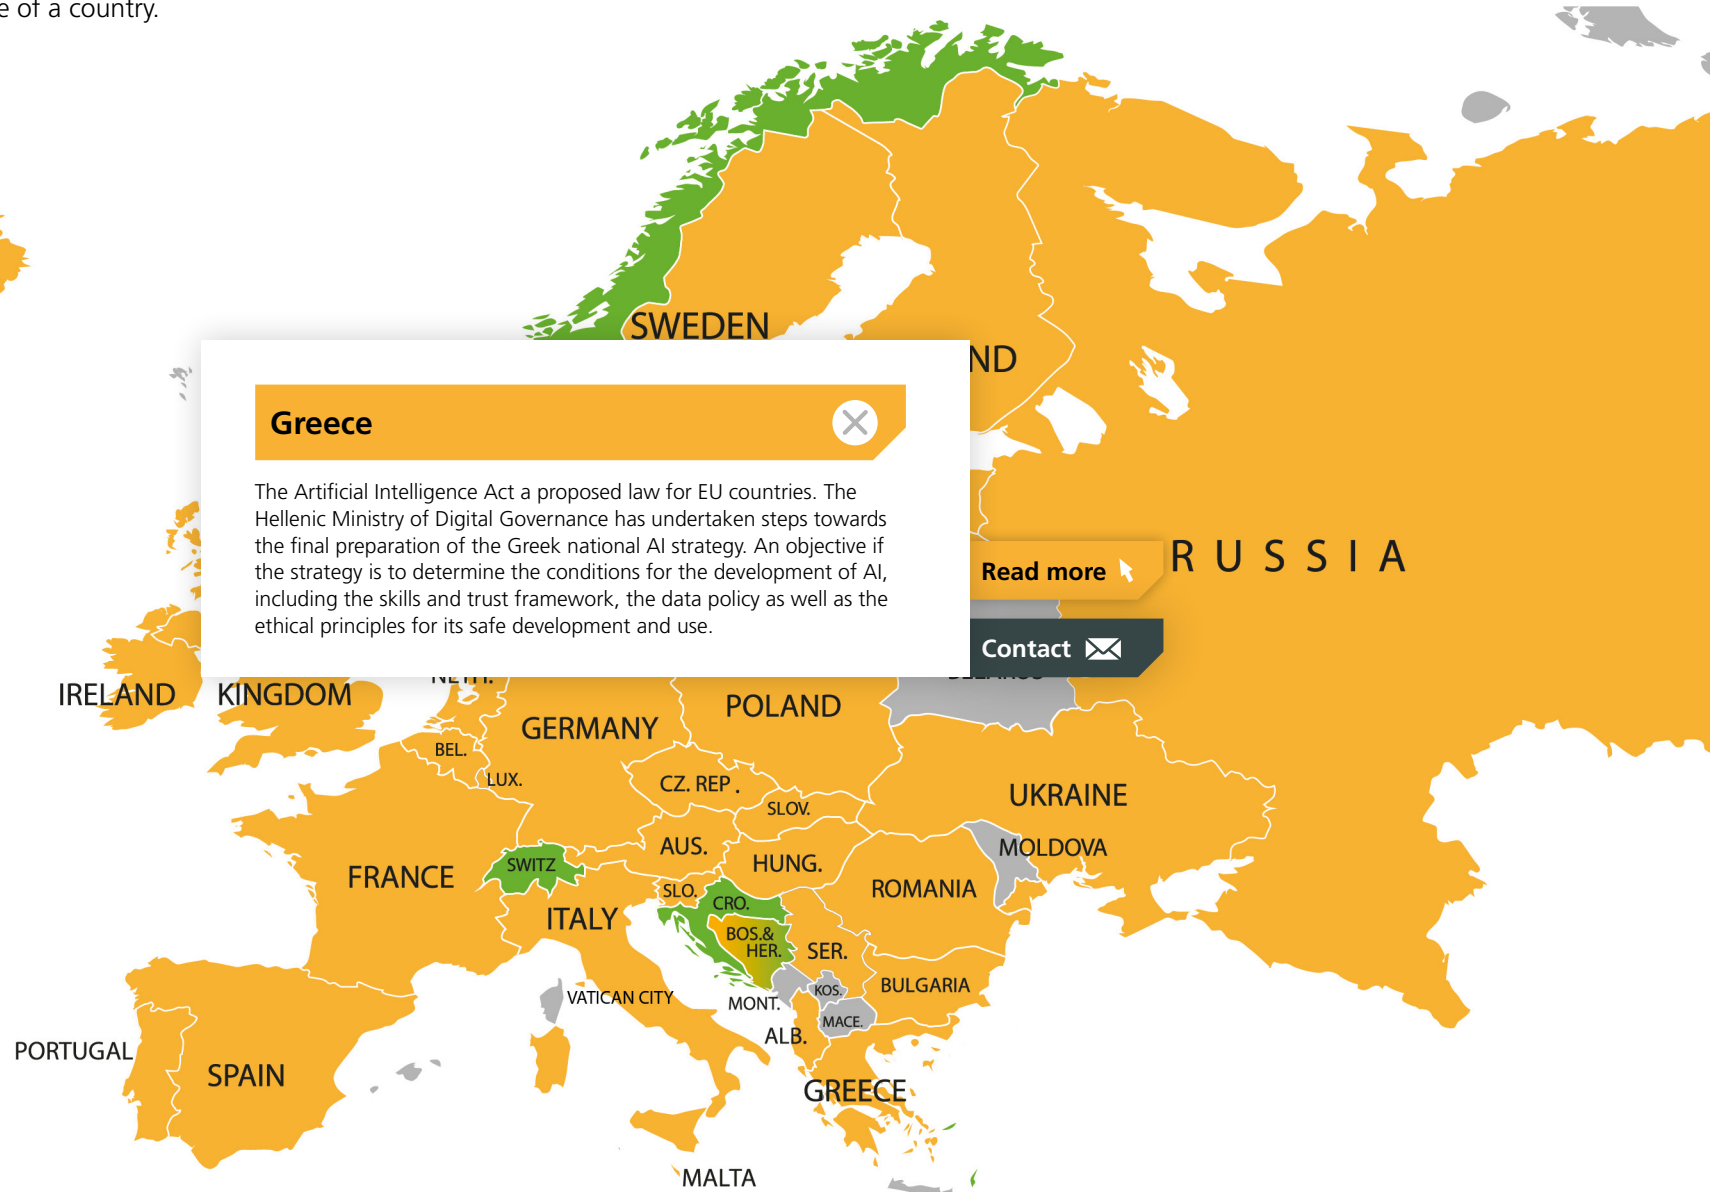 e of a country.
SWEDEN
ND
Greece
The Artificial Intelligence Act a proposed law for EU countries. The
Hellenic Ministry of Digital Governance has undertaken steps towards
the final preparation of the Greek national AI strategy. An objective if
the strategy is to determine the conditions for the development of AI,
including the skills and trust framework, the data policy as well as the
ethical principles for its safe development and use.
Read more
RUSSIA
Contact
BELARUS
NETH.
IRELAND
KINGDOM
POLAND
GERMANY
BEL.
LUX.
CZ. REP.
SLOV.
UKRAINE
AUS.
HUNG.
MOLDOVA
FRANCE
SWITZ
ROMANIA
SLO.
CRO.
ITALY
BOS.&
HER.
SER.
BULGARIA
KOS.
VATICAN CITY
MONT.
MACE.
ALB.
PORTUGAL
SPAIN
GREECE
MALTA